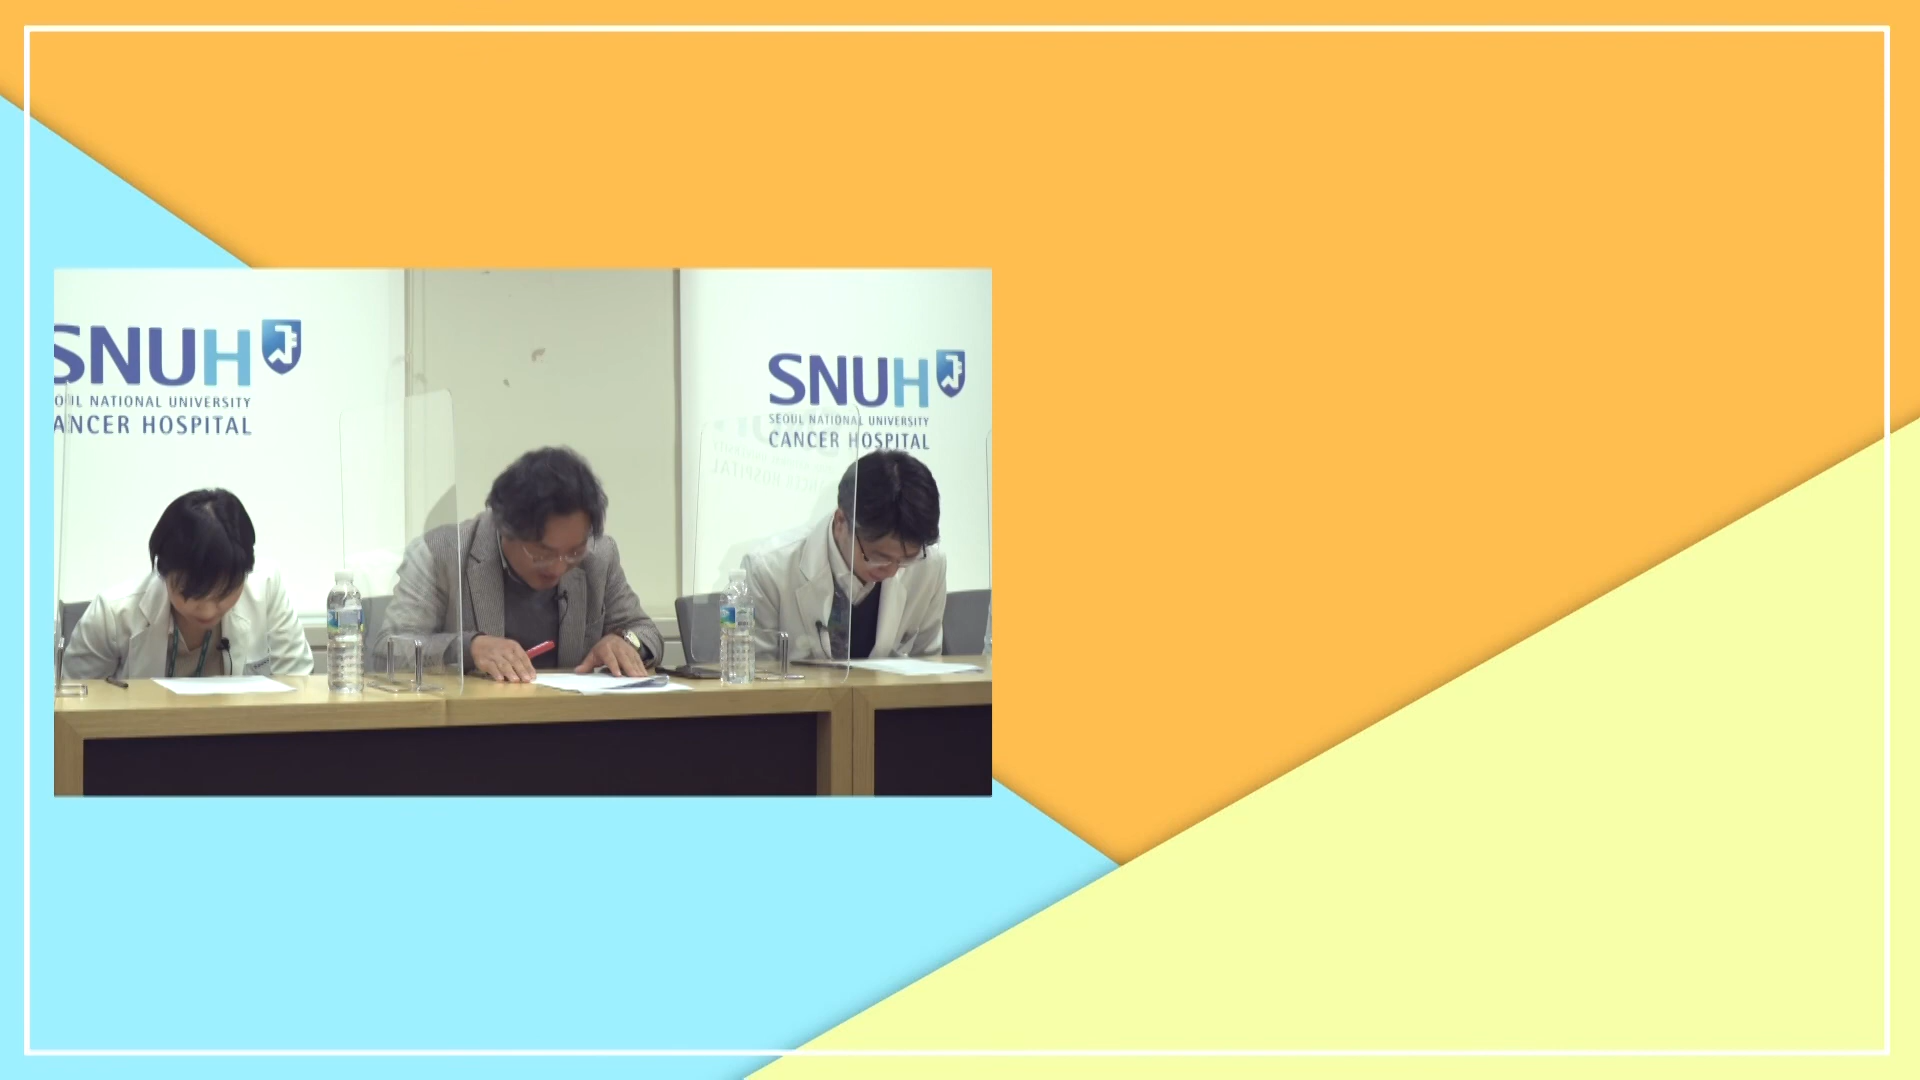 SNUH
OUL NATIONAL UNIVERSITY
ANCER HOSPITAL
SNUH
SEOUL NATIONAL UNIVERSITY
CANCER HOSPITAL